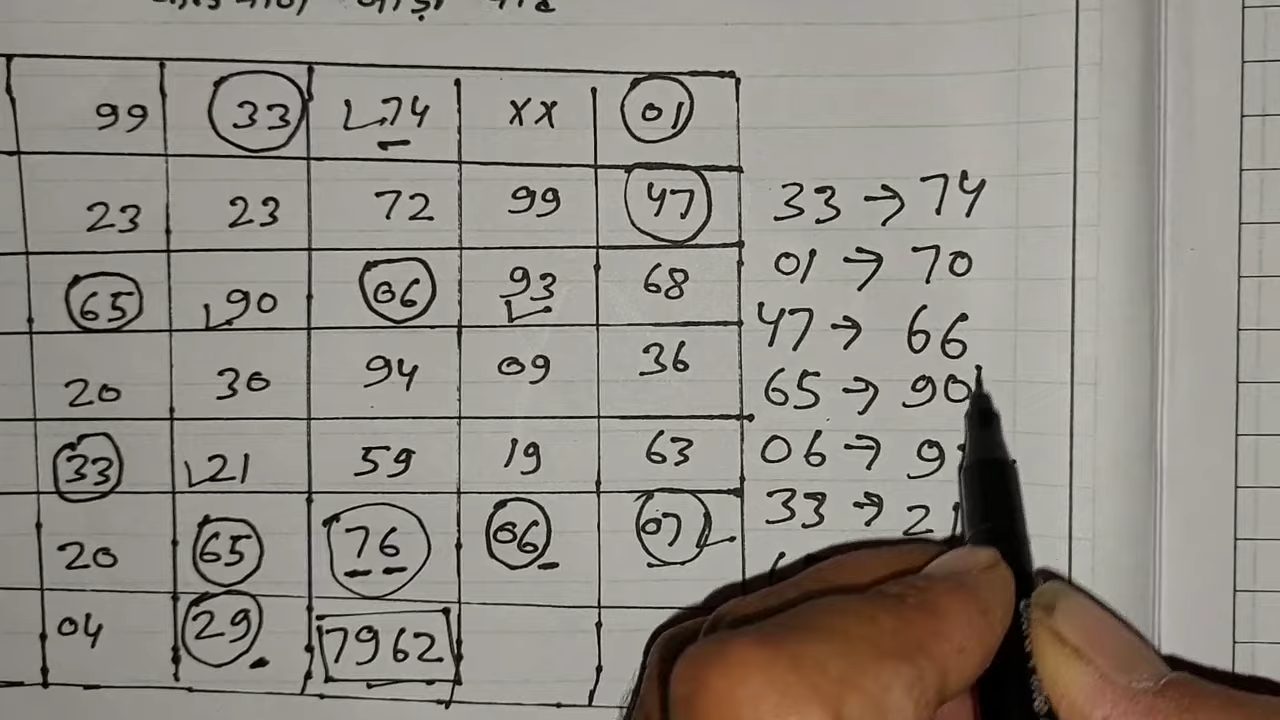 99 33 74 XX 01
23 23 72 99 47 33 → 74
65 90 06 93 68 01 → 70
20 30 94 09 36 47 → 66
33 21 59 19 63 65 → 90
20 65 76 06 07 06 → 9
04 29 7962 33 → 21